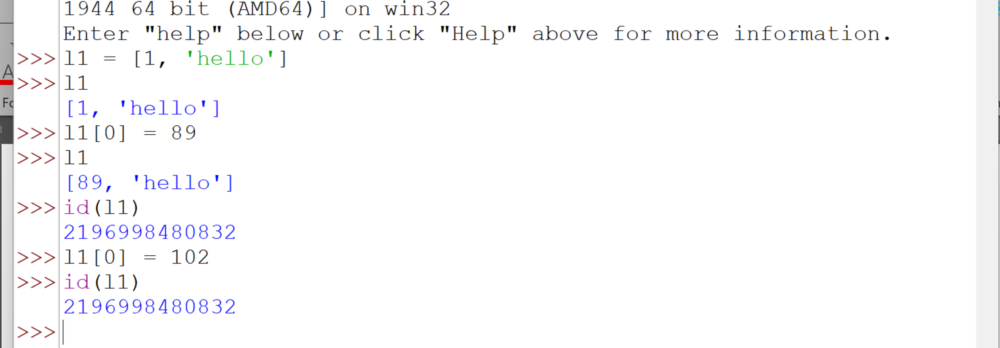 1944 64 bit (AMD64)] on win32
Enter "help" below or click "Help" above for more information.
>>> l1 = [1, 'hello']
>>> l1
[1, 'hello']
>>> l1[0] = 89
>>> l1
[89, 'hello']
>>> id(l1)
2196998480832
>>> l1[0] = 102
>>> id(l1)
2196998480832
>>>
A